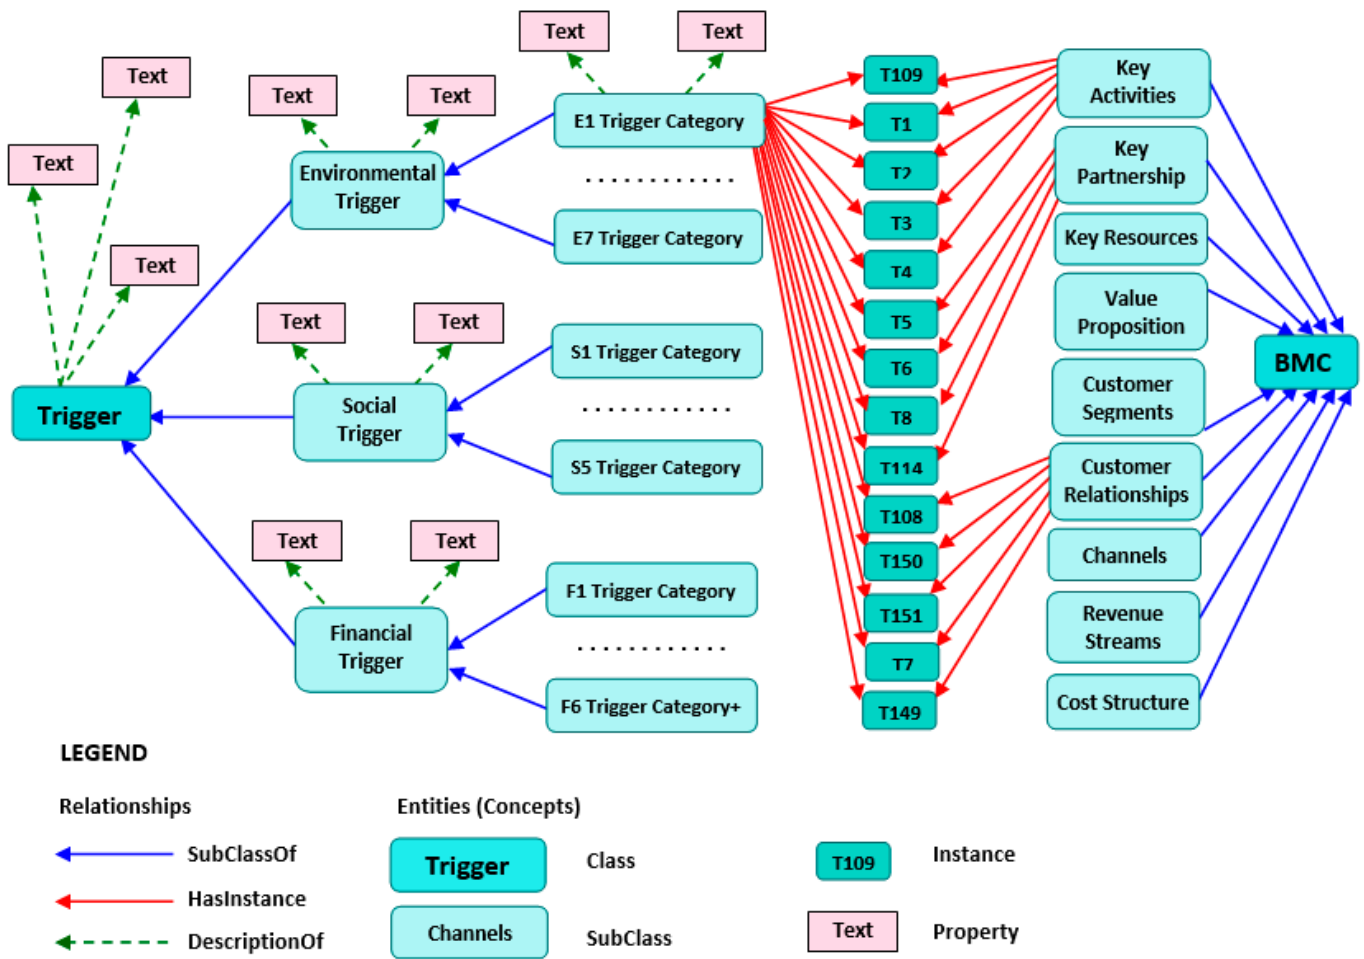 Text
Text
Text
Text
Text
Text
Text
Key
Activities
T109
T1
E1 Trigger Category
Environmental
Trigger
. . . . . . . . . . . .
T2
Key
Partnership
T3
E7 Trigger Category
Key Resources
Text
T4
Text
Text
T5
Value
Proposition
S1 Trigger Category
T6
BMC
Social
Trigger
. . . . . . . . . . . .
Trigger
T8
Customer
Segments
S5 Trigger Category
T114
Customer
Relationships
T108
Text
Text
T150
Channels
F1 Trigger Category
T151
Financial
Trigger
. . . . . . . . . . . .
Revenue
Streams
T7
F6 Trigger Category+
T149
Cost Structure
LEGEND
Relationships
Entities (Concepts)
SubClassOf
Trigger
Class
T109
Instance
HasInstance
DescriptionOf
Channels
SubClass
Text
Property